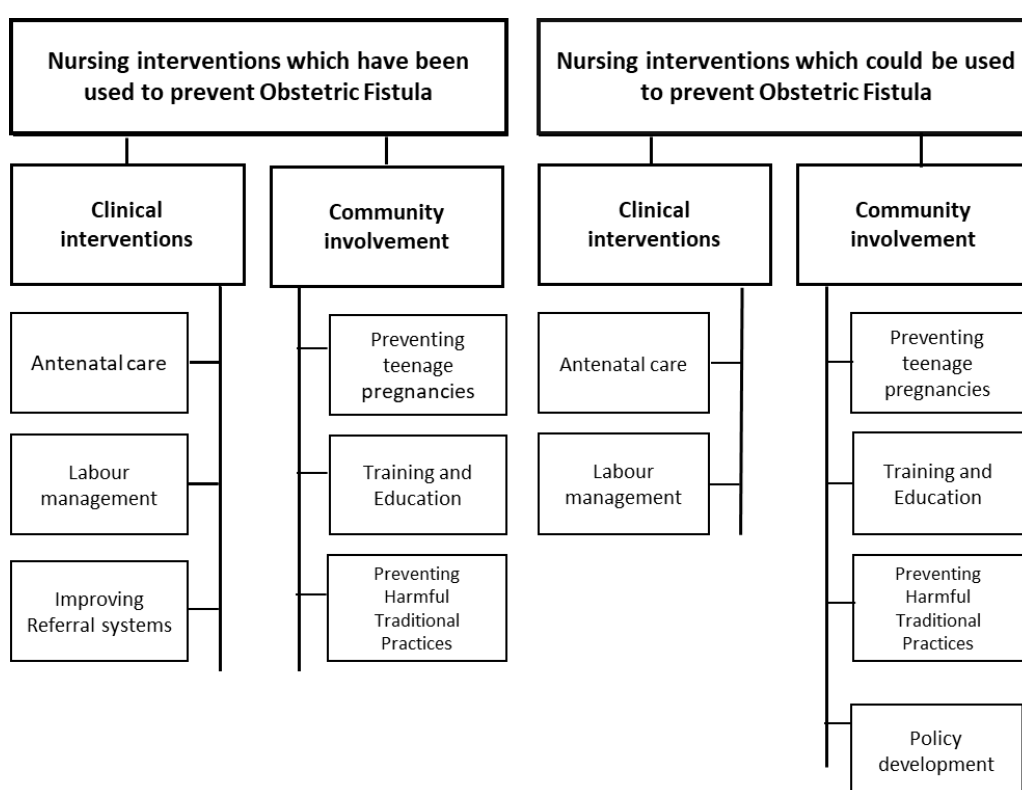 Nursing interventions which have been
used to prevent Obstetric Fistula
Clinical
interventions
Community
involvement
Antenatal care
Labour
management
Improving
Referral systems
Preventing
teenage
pregnancies
Training and
Education
Preventing
Harmful
Traditional
Practices
Nursing interventions which could be used
to prevent Obstetric Fistula
Clinical
interventions
Community
involvement
Antenatal care
Labour
management
Preventing
teenage
pregnancies
Training and
Education
Preventing
Harmful
Traditional
Practices
Policy
development